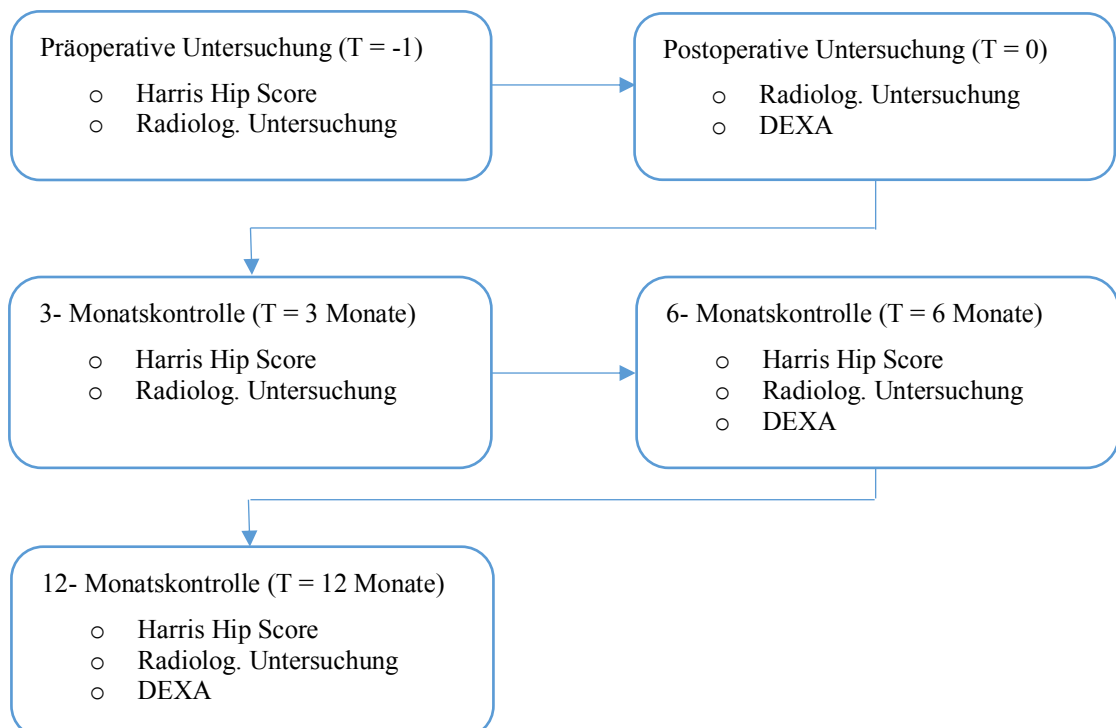 Präoperative Untersuchung (T = -1)
o Harris Hip Score
o Radiolog. Untersuchung
Postoperative Untersuchung (T = 0)
o Radiolog. Untersuchung
o DEXA
3- Monatskontrolle (T = 3 Monate)
o Harris Hip Score
o Radiolog. Untersuchung
6- Monatskontrolle (T = 6 Monate)
o Harris Hip Score
o Radiolog. Untersuchung
o DEXA
12- Monatskontrolle (T = 12 Monate)
o Harris Hip Score
o Radiolog. Untersuchung
o DEXA